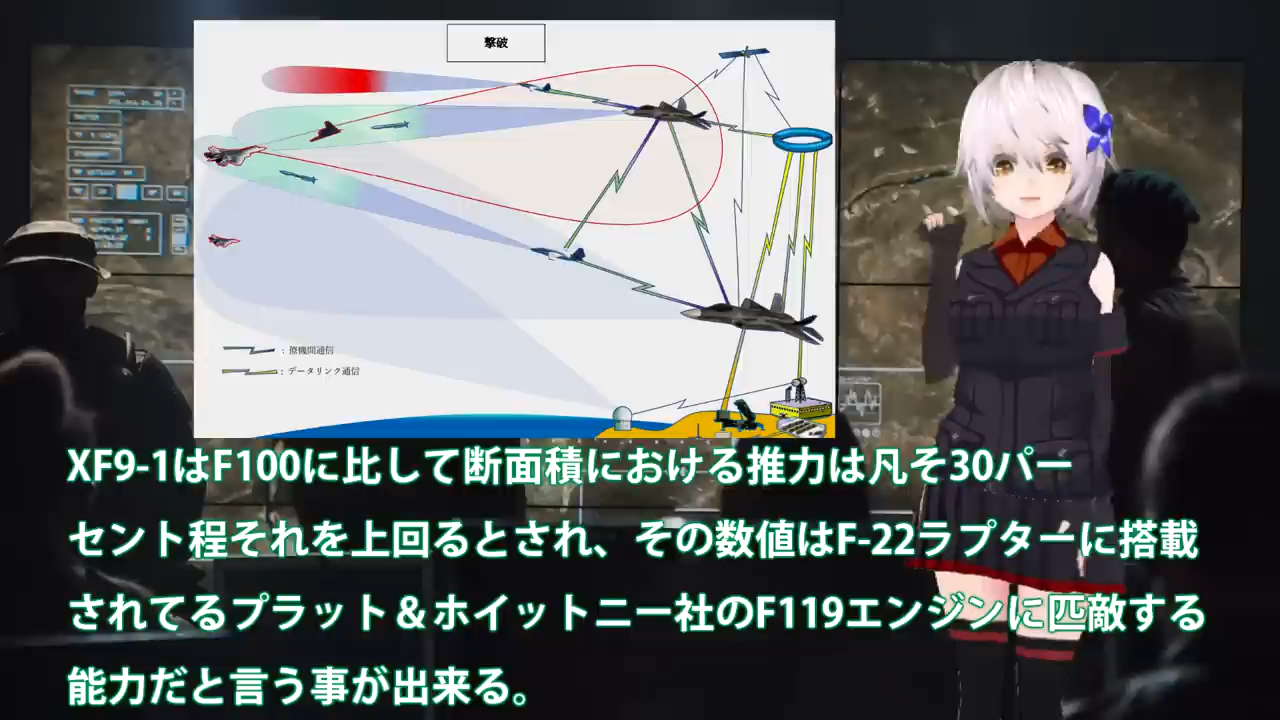 撃破
：僚機間通信
：データリンク通信
XF9-1はF100に比して断面積における推力は凡そ30パー
セント程それを上回るとされ、その数値はF-22ラプターに搭載
されてるプラット＆ホイットニー社のF119エンジンに匹敵する
能力だと言う事が出来る。